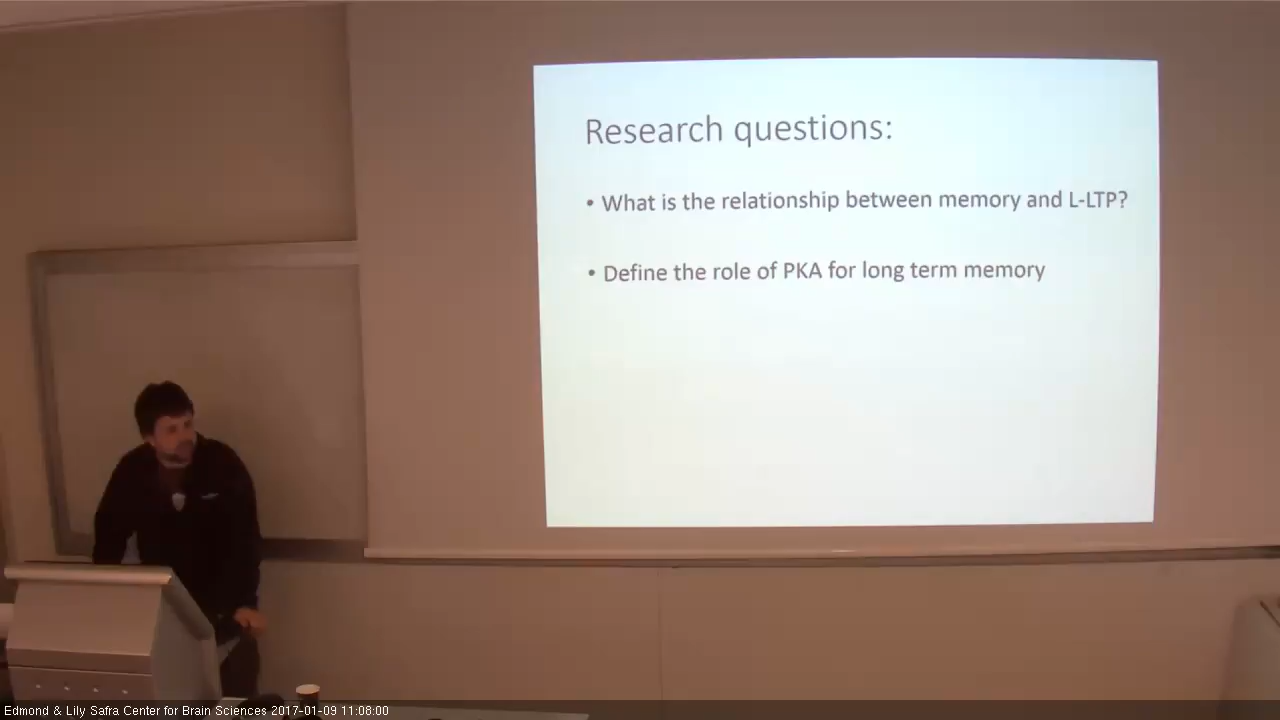 Research questions:
• What is the relationship between memory and L-LTP?
• Define the role of PKA for long term memory
Edmond & Lily Safra Center for Brain Sciences 2017-01-09 11:08:00